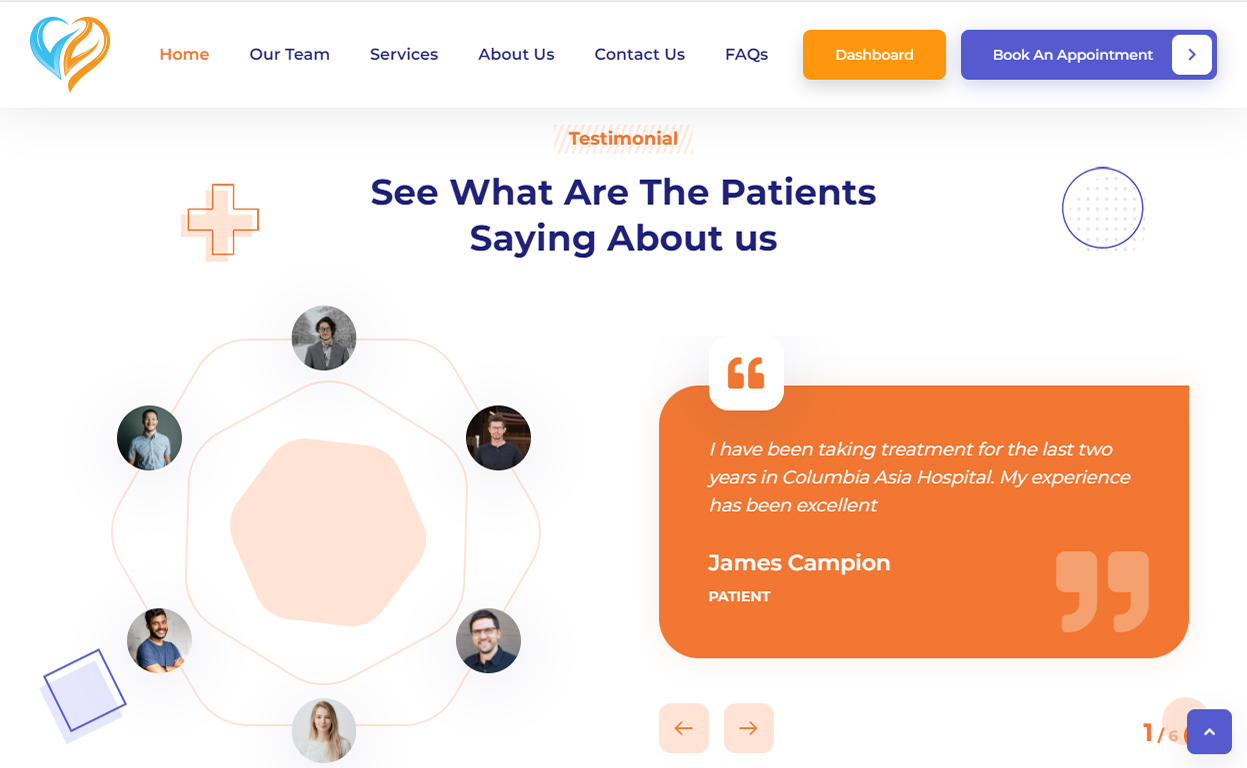 Home Our Team Services About Us Contact Us FAQs Dashboard Book An Appointment
Testimonial
See What Are The Patients
Saying About us
I have been taking treatment for the last two
years in Columbia Asia Hospital. My experience
has been excellent
James Campion
PATIENT
1 / 6